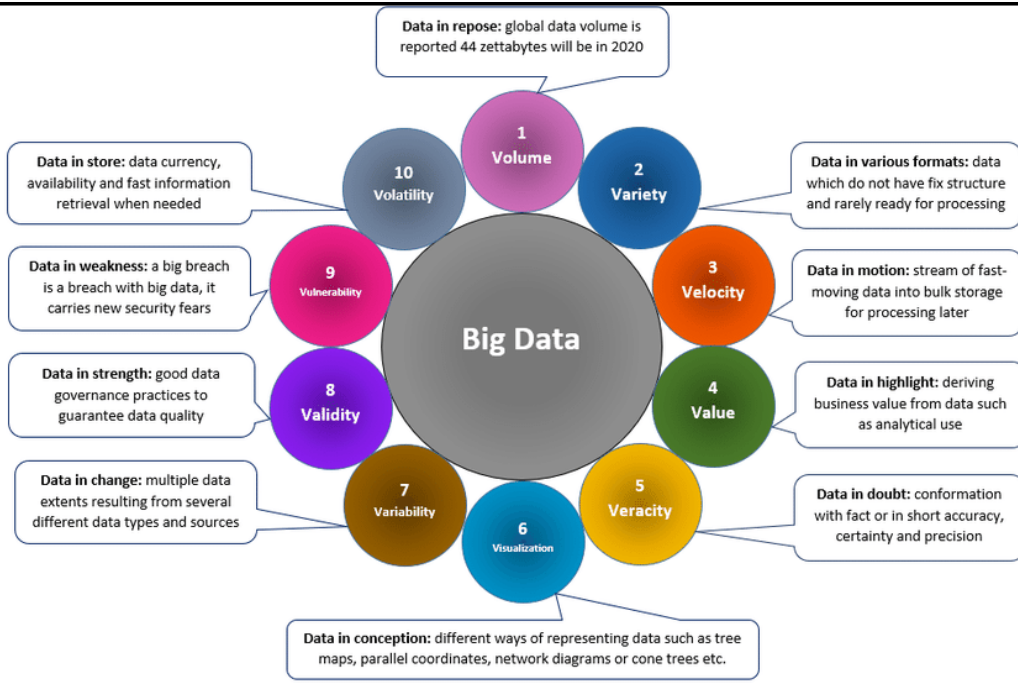 Data in repose: global data volume is
reported 44 zettabytes will be in 2020
1
Volume
2
Variety
Data in various formats: data
which do not have fix structure
and rarely ready for processing
3
Velocity
Data in motion: stream of fast-
moving data into bulk storage
for processing later
4
Value
Data in highlight: deriving
business value from data such
as analytical use
5
Veracity
Data in doubt: conformation
with fact or in short accuracy,
certainty and precision
6
Visualization
Data in conception: different ways of representing data such as tree
maps, parallel coordinates, network diagrams or cone trees etc.
7
Variability
Data in change: multiple data
extents resulting from several
different data types and sources
8
Validity
Data in strength: good data
governance practices to
guarantee data quality
9
Vulnerability
Data in weakness: a big breach
is a breach with big data, it
carries new security fears
10
Volatility
Data in store: data currency,
availability and fast information
retrieval when needed
Big Data